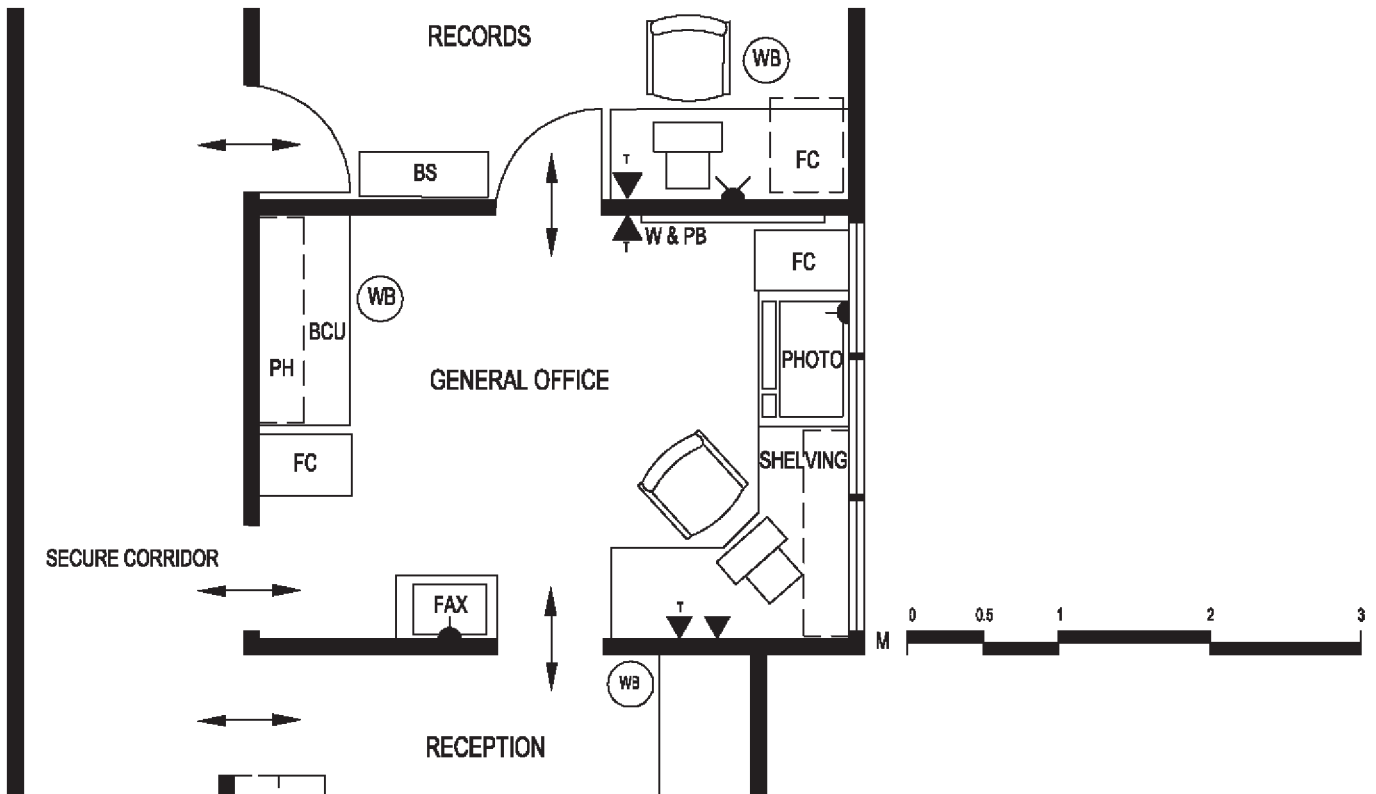 RECORDS
WB
BS
T
FC
T
W & PB
FC
WB
BCU
PH
PHOTO
GENERAL OFFICE
FC
SHELVING
SECURE CORRIDOR
FAX
T
0 0.5 1 2 3
M
WB
RECEPTION